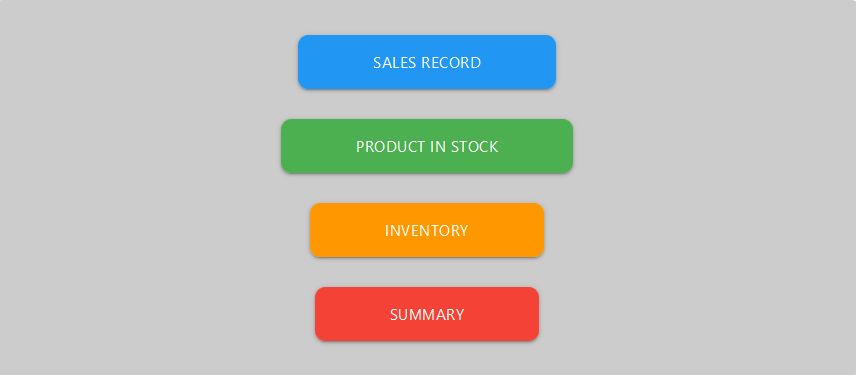 SALES RECORD
PRODUCT IN STOCK
INVENTORY
SUMMARY